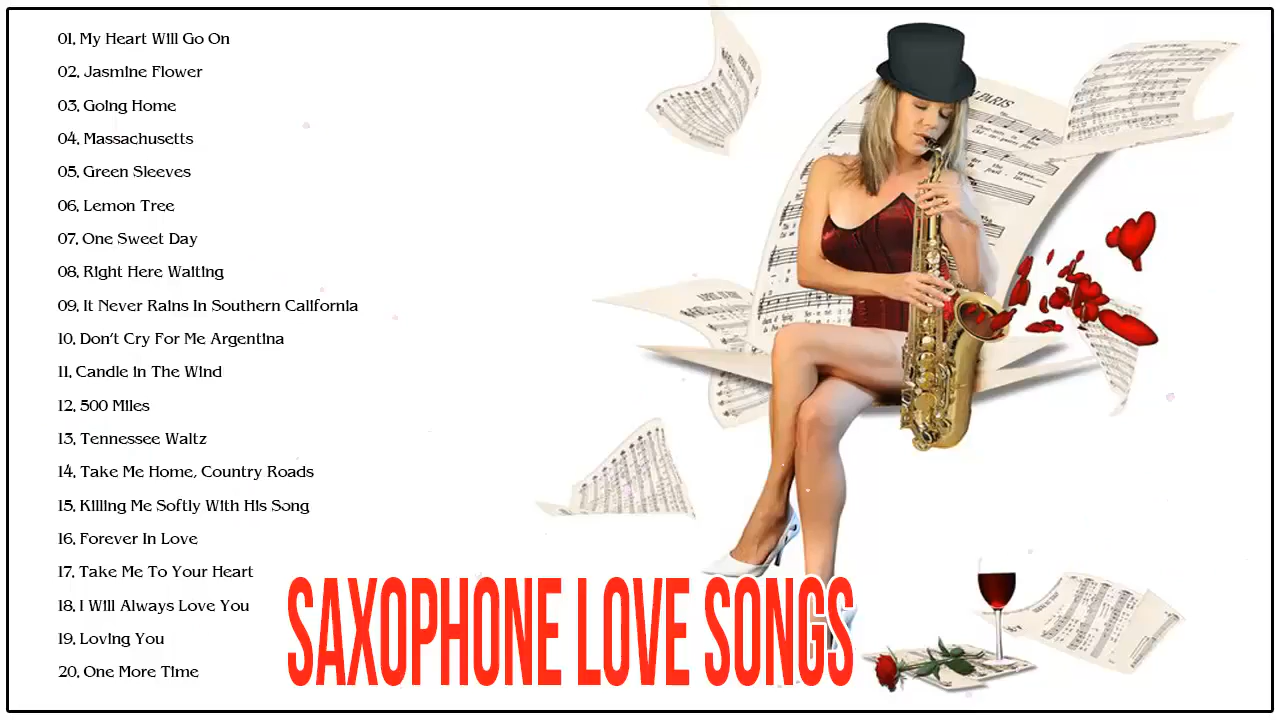 01. My Heart Will Go On
02. Jasmine Flower
03. Going Home
04. Massachusetts
05. Green Sleeves
06. Lemon Tree
07. One Sweet Day
08. Right Here Waiting
09. It Never Rains In Southern California
10. Don't Cry For Me Argentina
11. Candle In The Wind
12. 500 Miles
13. Tennessee Waltz
14. Take Me Home, Country Roads
15. Killing Me Softly With His Song
16. Forever In Love
17. Take Me To Your Heart
18. I Will Always Love You
19. Loving You
20. One More Time
SAXOPHONE LOVE SONGS
PARIS